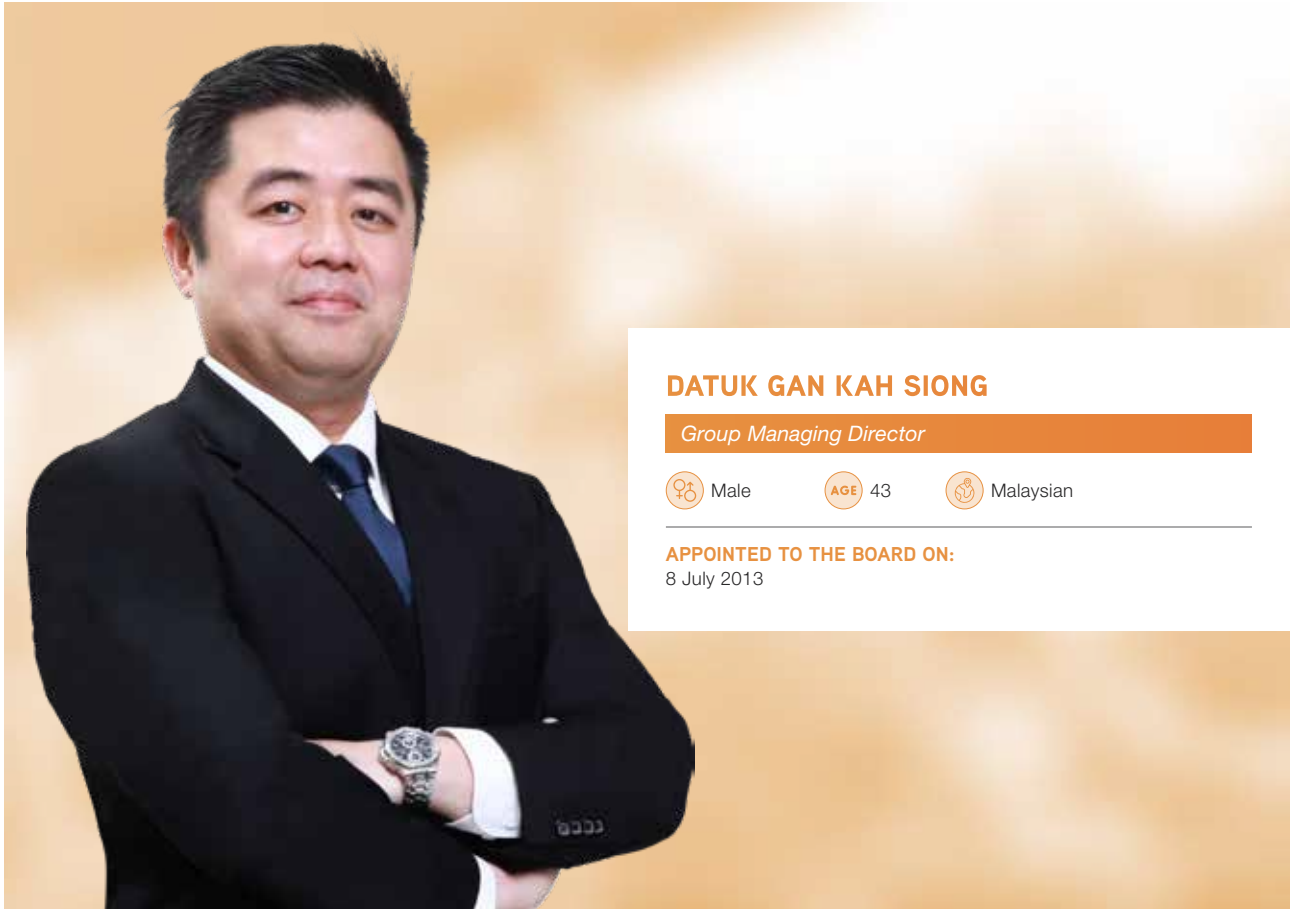 DATUK GAN KAH SIONG
Group Managing Director
Male
AGE 43
Malaysian
APPOINTED TO THE BOARD ON:
8 July 2013